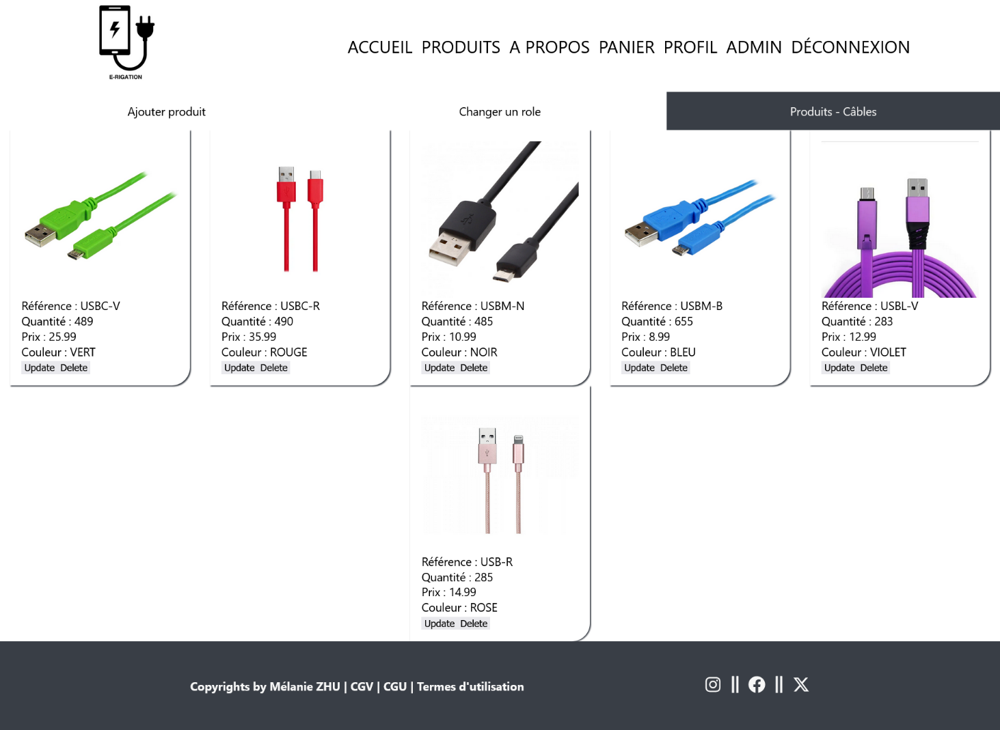 E-RIGATION
ACCUEIL PRODUITS A PROPOS PANIER PROFIL ADMIN DÉCONNEXION
Ajouter produit
Changer un role
Produits - Câbles
Référence : USBC-V
Quantité : 489
Prix : 25.99
Couleur : VERT
Update Delete
Référence : USBC-R
Quantité : 490
Prix : 35.99
Couleur : ROUGE
Update Delete
Référence : USBM-N
Quantité : 485
Prix : 10.99
Couleur : NOIR
Update Delete
Référence : USBM-B
Quantité : 655
Prix : 8.99
Couleur : BLEU
Update Delete
Référence : USBL-V
Quantité : 283
Prix : 12.99
Couleur : VIOLET
Update Delete
Référence : USB-R
Quantité : 285
Prix : 14.99
Couleur : ROSE
Update Delete
Copyrights by Mélanie ZHU | CGV | CGU | Termes d'utilisation